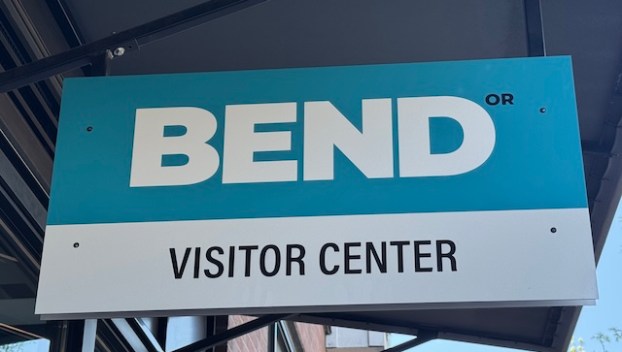 BEND OR
VISITOR CENTER